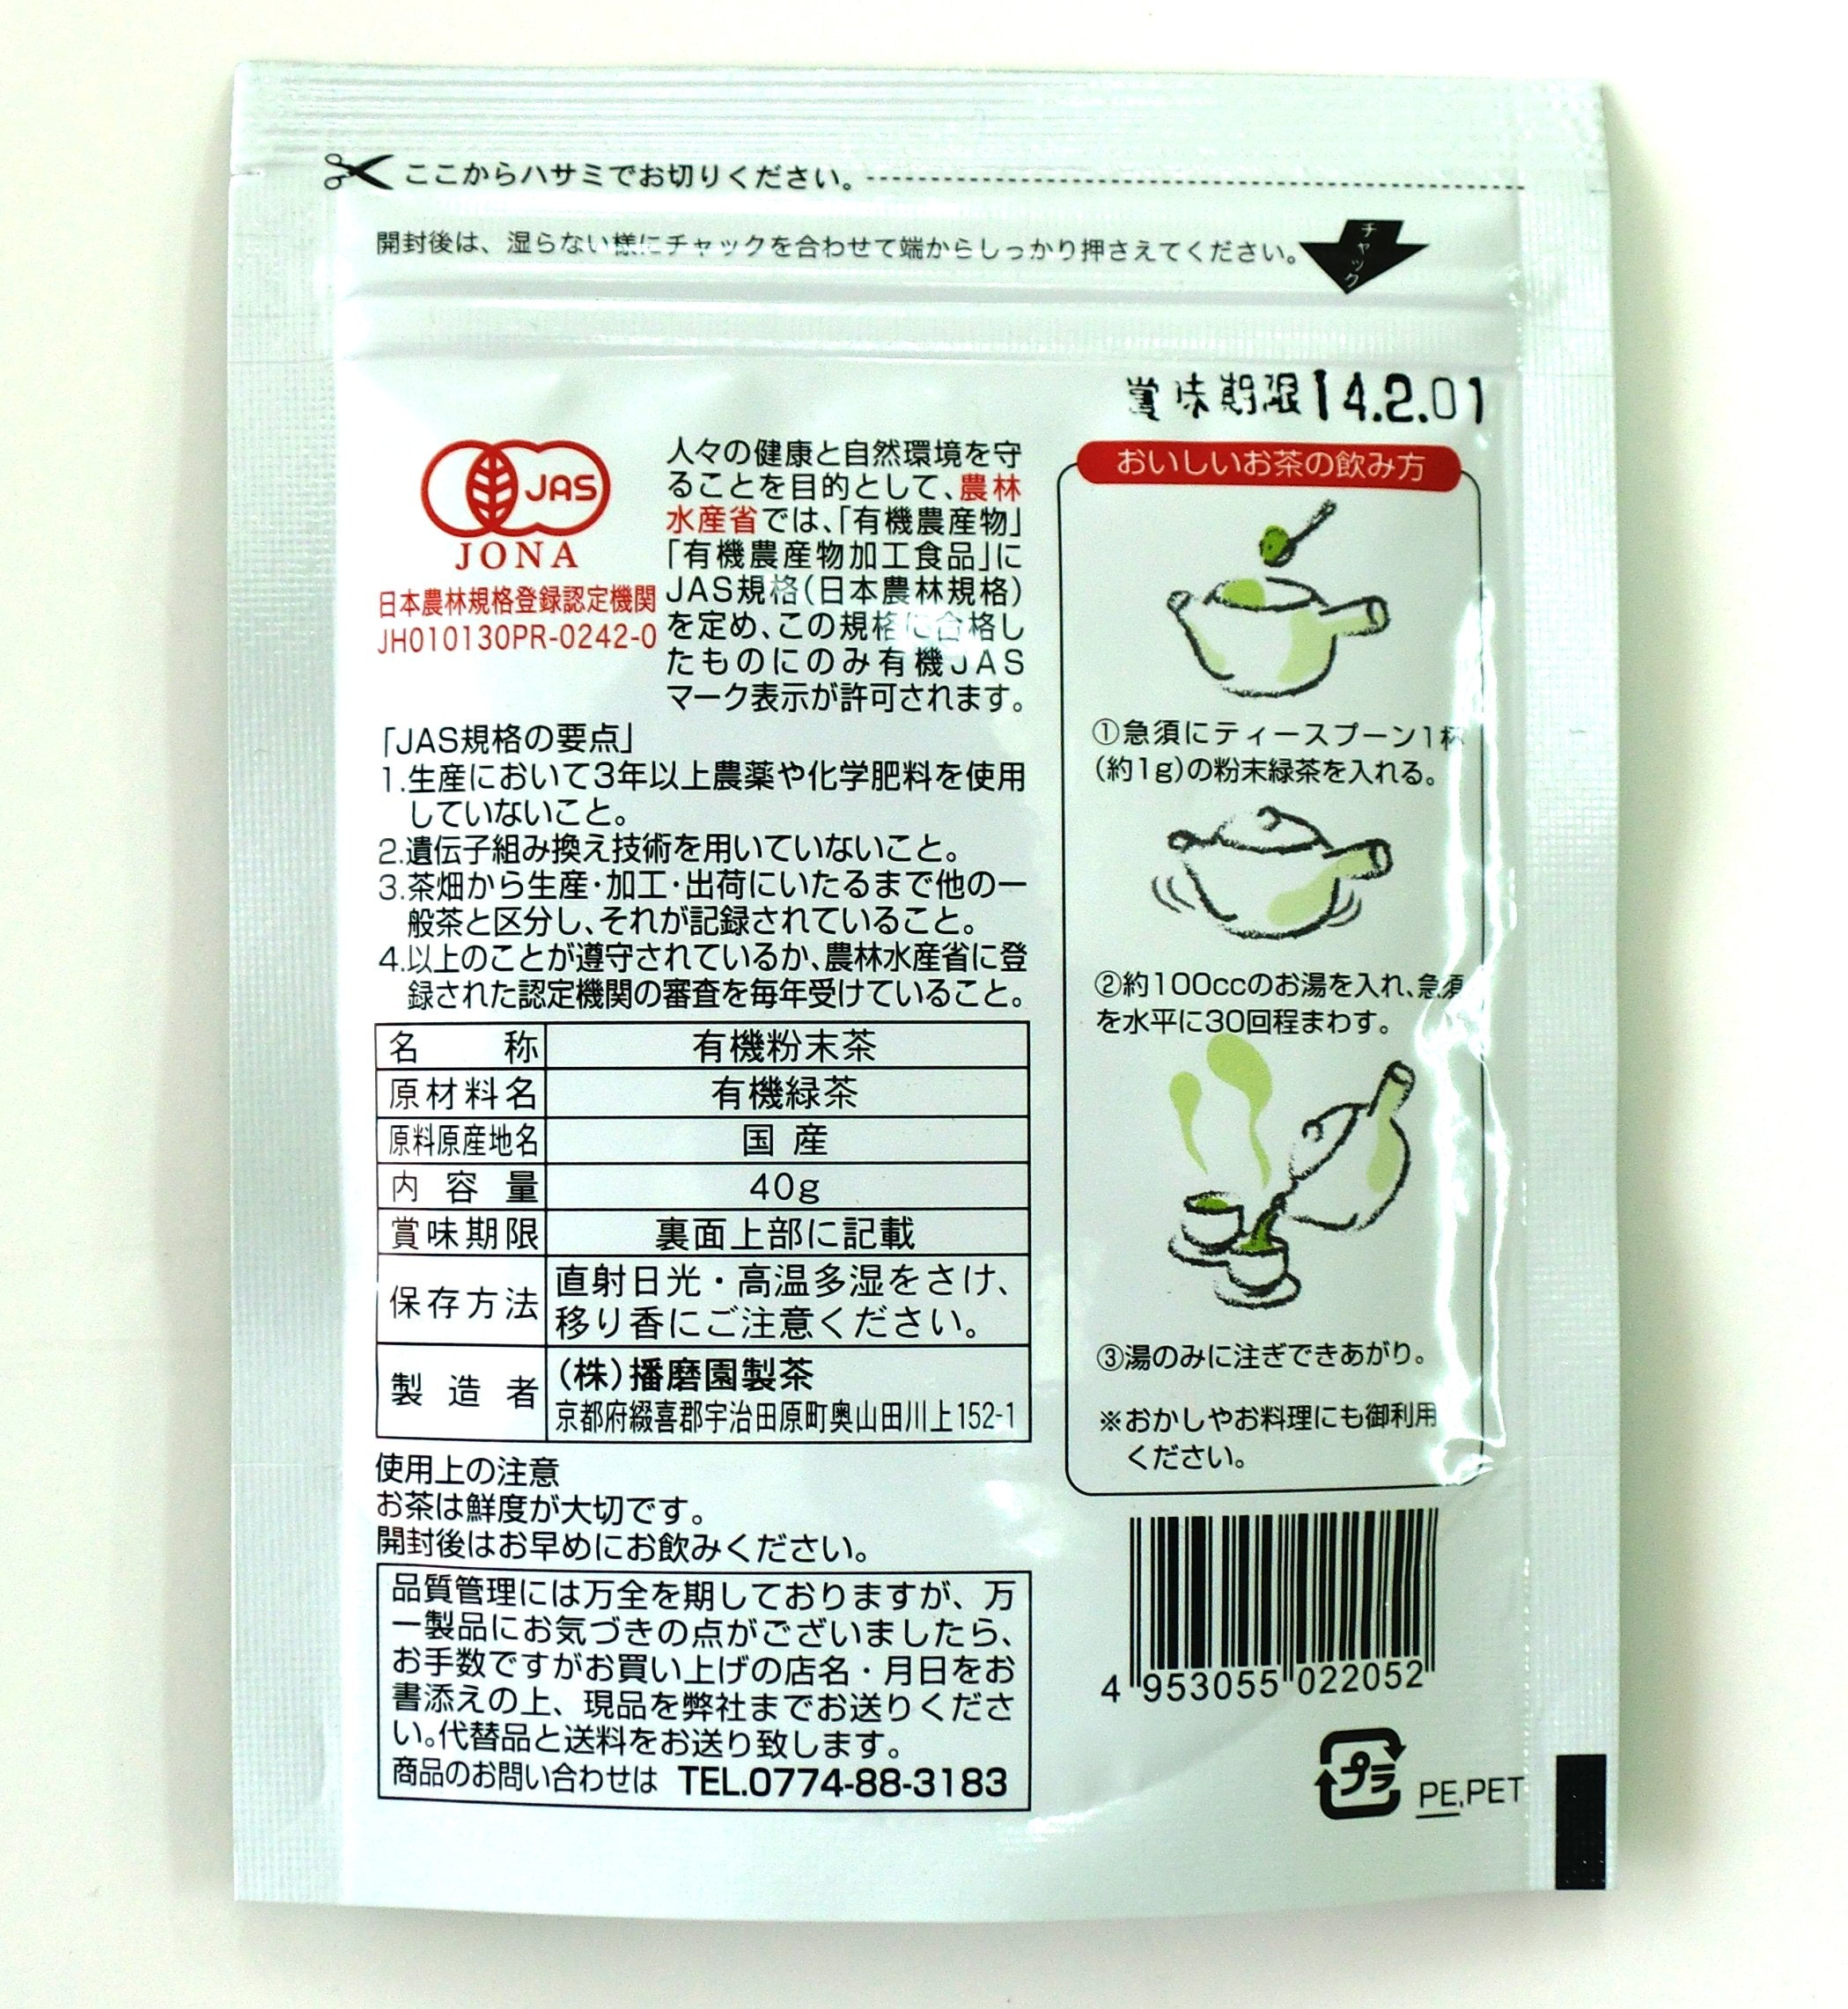 ここからハサミでお切りください。
開封後は、湿らない様にチャックを合わせて端からしっかり押さえてください。
チャック
賞味期限14.2.01
JAS
JONA
日本農林規格登録認定機関
JH010130PR-0242-0
人々の健康と自然環境を守
ることを目的として、農林
水産省では、「有機農産物」
「有機農産物加工食品」に
JAS規格(日本農林規格)
を定め、この規格に合格し
たものにのみ有機JAS
マーク表示が許可されます。
「JAS規格の要点」
1.生産において3年以上農薬や化学肥料を使用
していないこと。
2.遺伝子組み換え技術を用いていないこと。
3.茶畑から生産・加工・出荷にいたるまで他の一
般茶と区分し、それが記録されていること。
4.以上のことが遵守されているか、農林水産省に登
録された認定機関の審査を毎年受けていること。
名称 有機粉末茶
原材料名 有機緑茶
原料原産地名 国産
内容量 40g
賞味期限 裏面上部に記載
保存方法 直射日光・高温多湿をさけ、
移り香にご注意ください。
製造者 (株)播磨園製茶
京都府綴喜郡宇治田原町奥山田川上152-1
使用上の注意
お茶は鮮度が大切です。
開封後はお早めにお飲みください。
品質管理には万全を期しておりますが、万
一製品にお気づきの点がございましたら、
お手数ですがお買い上げの店名・月日をお
書添えの上、現品を弊社までお送りくださ
い。代替品と送料をお送り致します。
商品のお問い合わせは TEL.0774-88-3183
おいしいお茶の飲み方
①急須にティースプーン1杯
(約1g)の粉末緑茶を入れる。
②約100ccのお湯を入れ、急須
を水平に30回程まわす。
③湯のみに注ぎできあがり。
※おかしやお料理にも御利用
ください。
4 953055 022052
プラ PE,PET